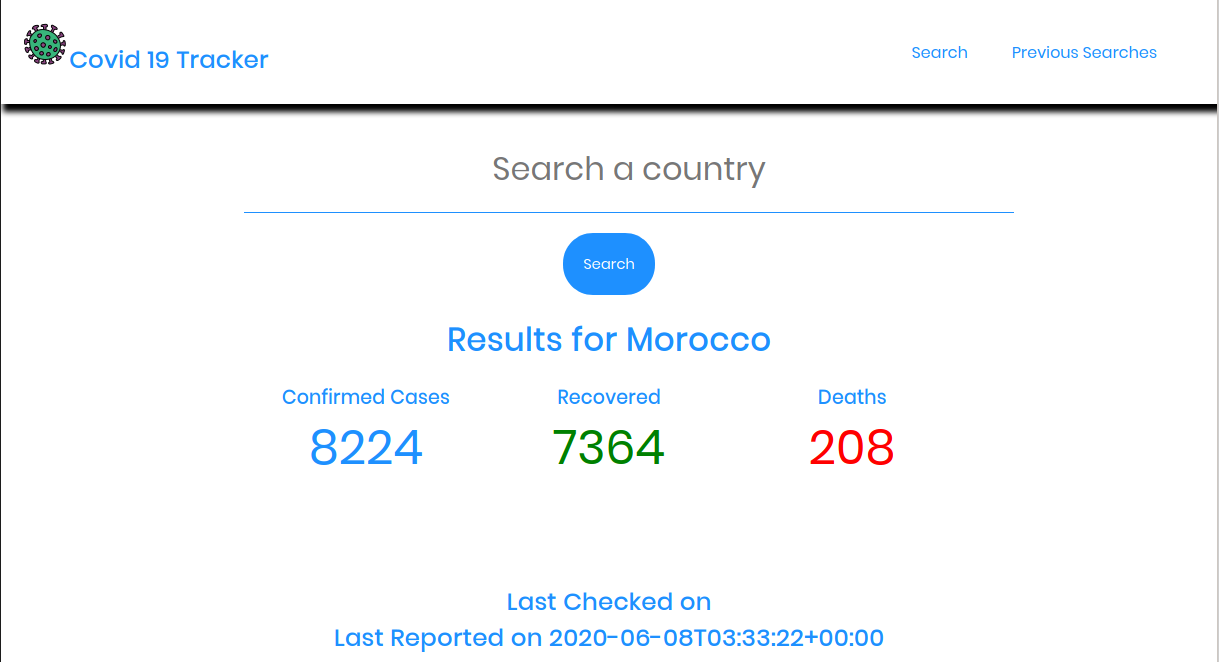 Covid 19 Tracker
Search Previous Searches
Search a country
Search
Results for Morocco
Confirmed Cases Recovered Deaths
8224 7364 208
Last Checked on
Last Reported on 2020-06-08T03:33:22+00:00